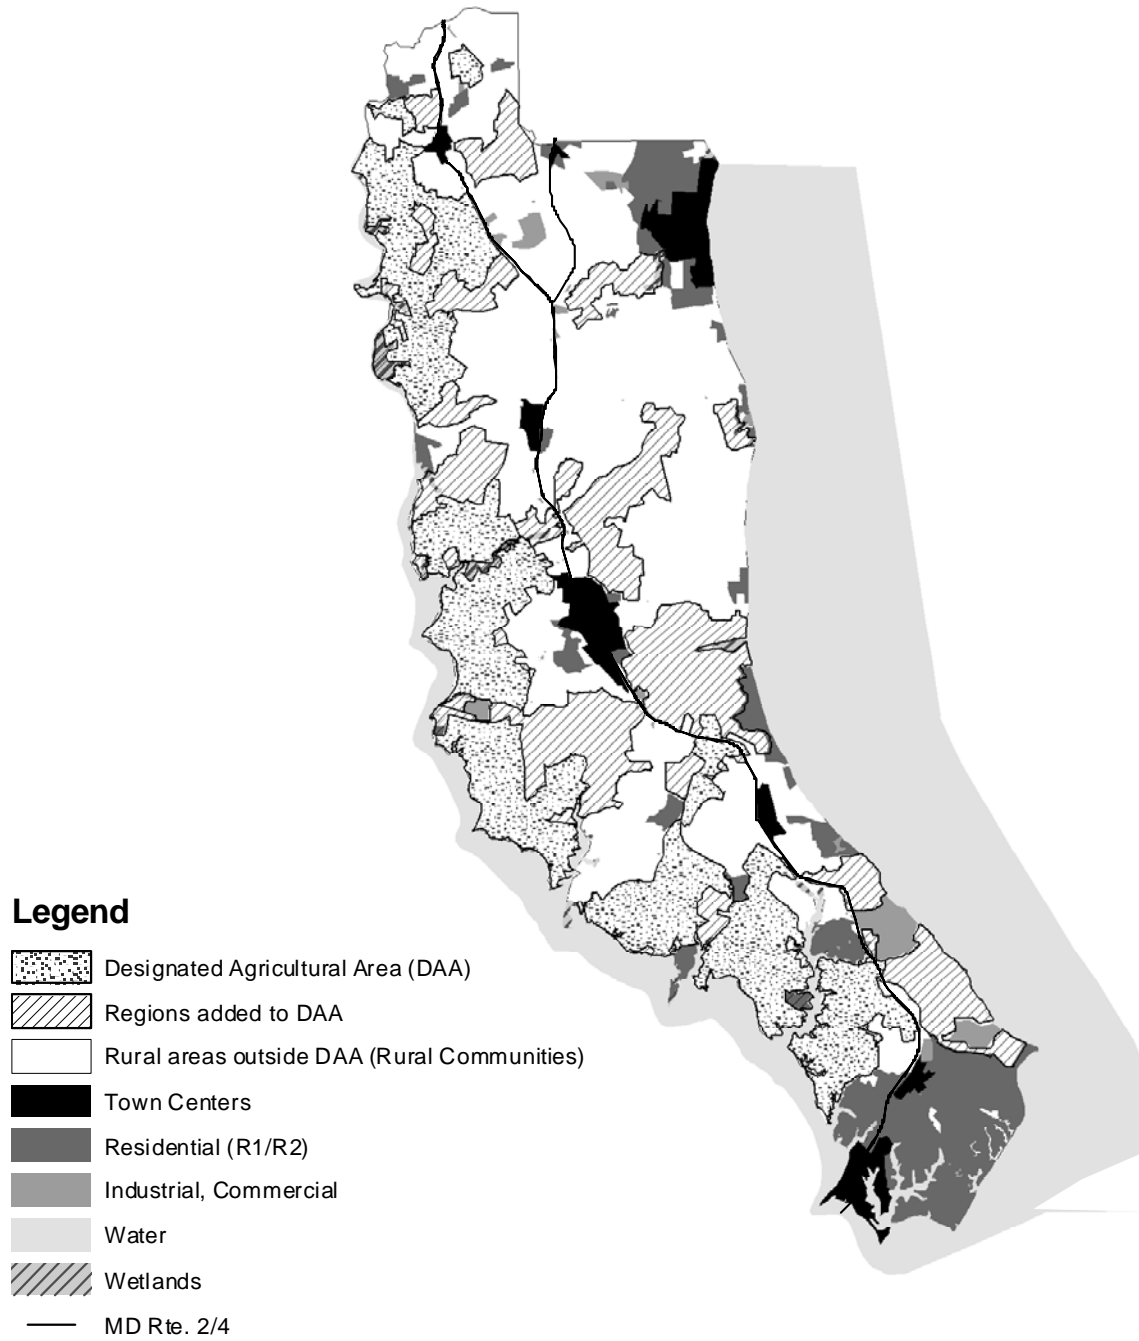 Legend
Designated Agricultural Area (DAA)
Regions added to DAA
Rural areas outside DAA (Rural Communities)
Town Centers
Residential (R1/R2)
Industrial, Commercial
Water
Wetlands
MD Rte. 2/4